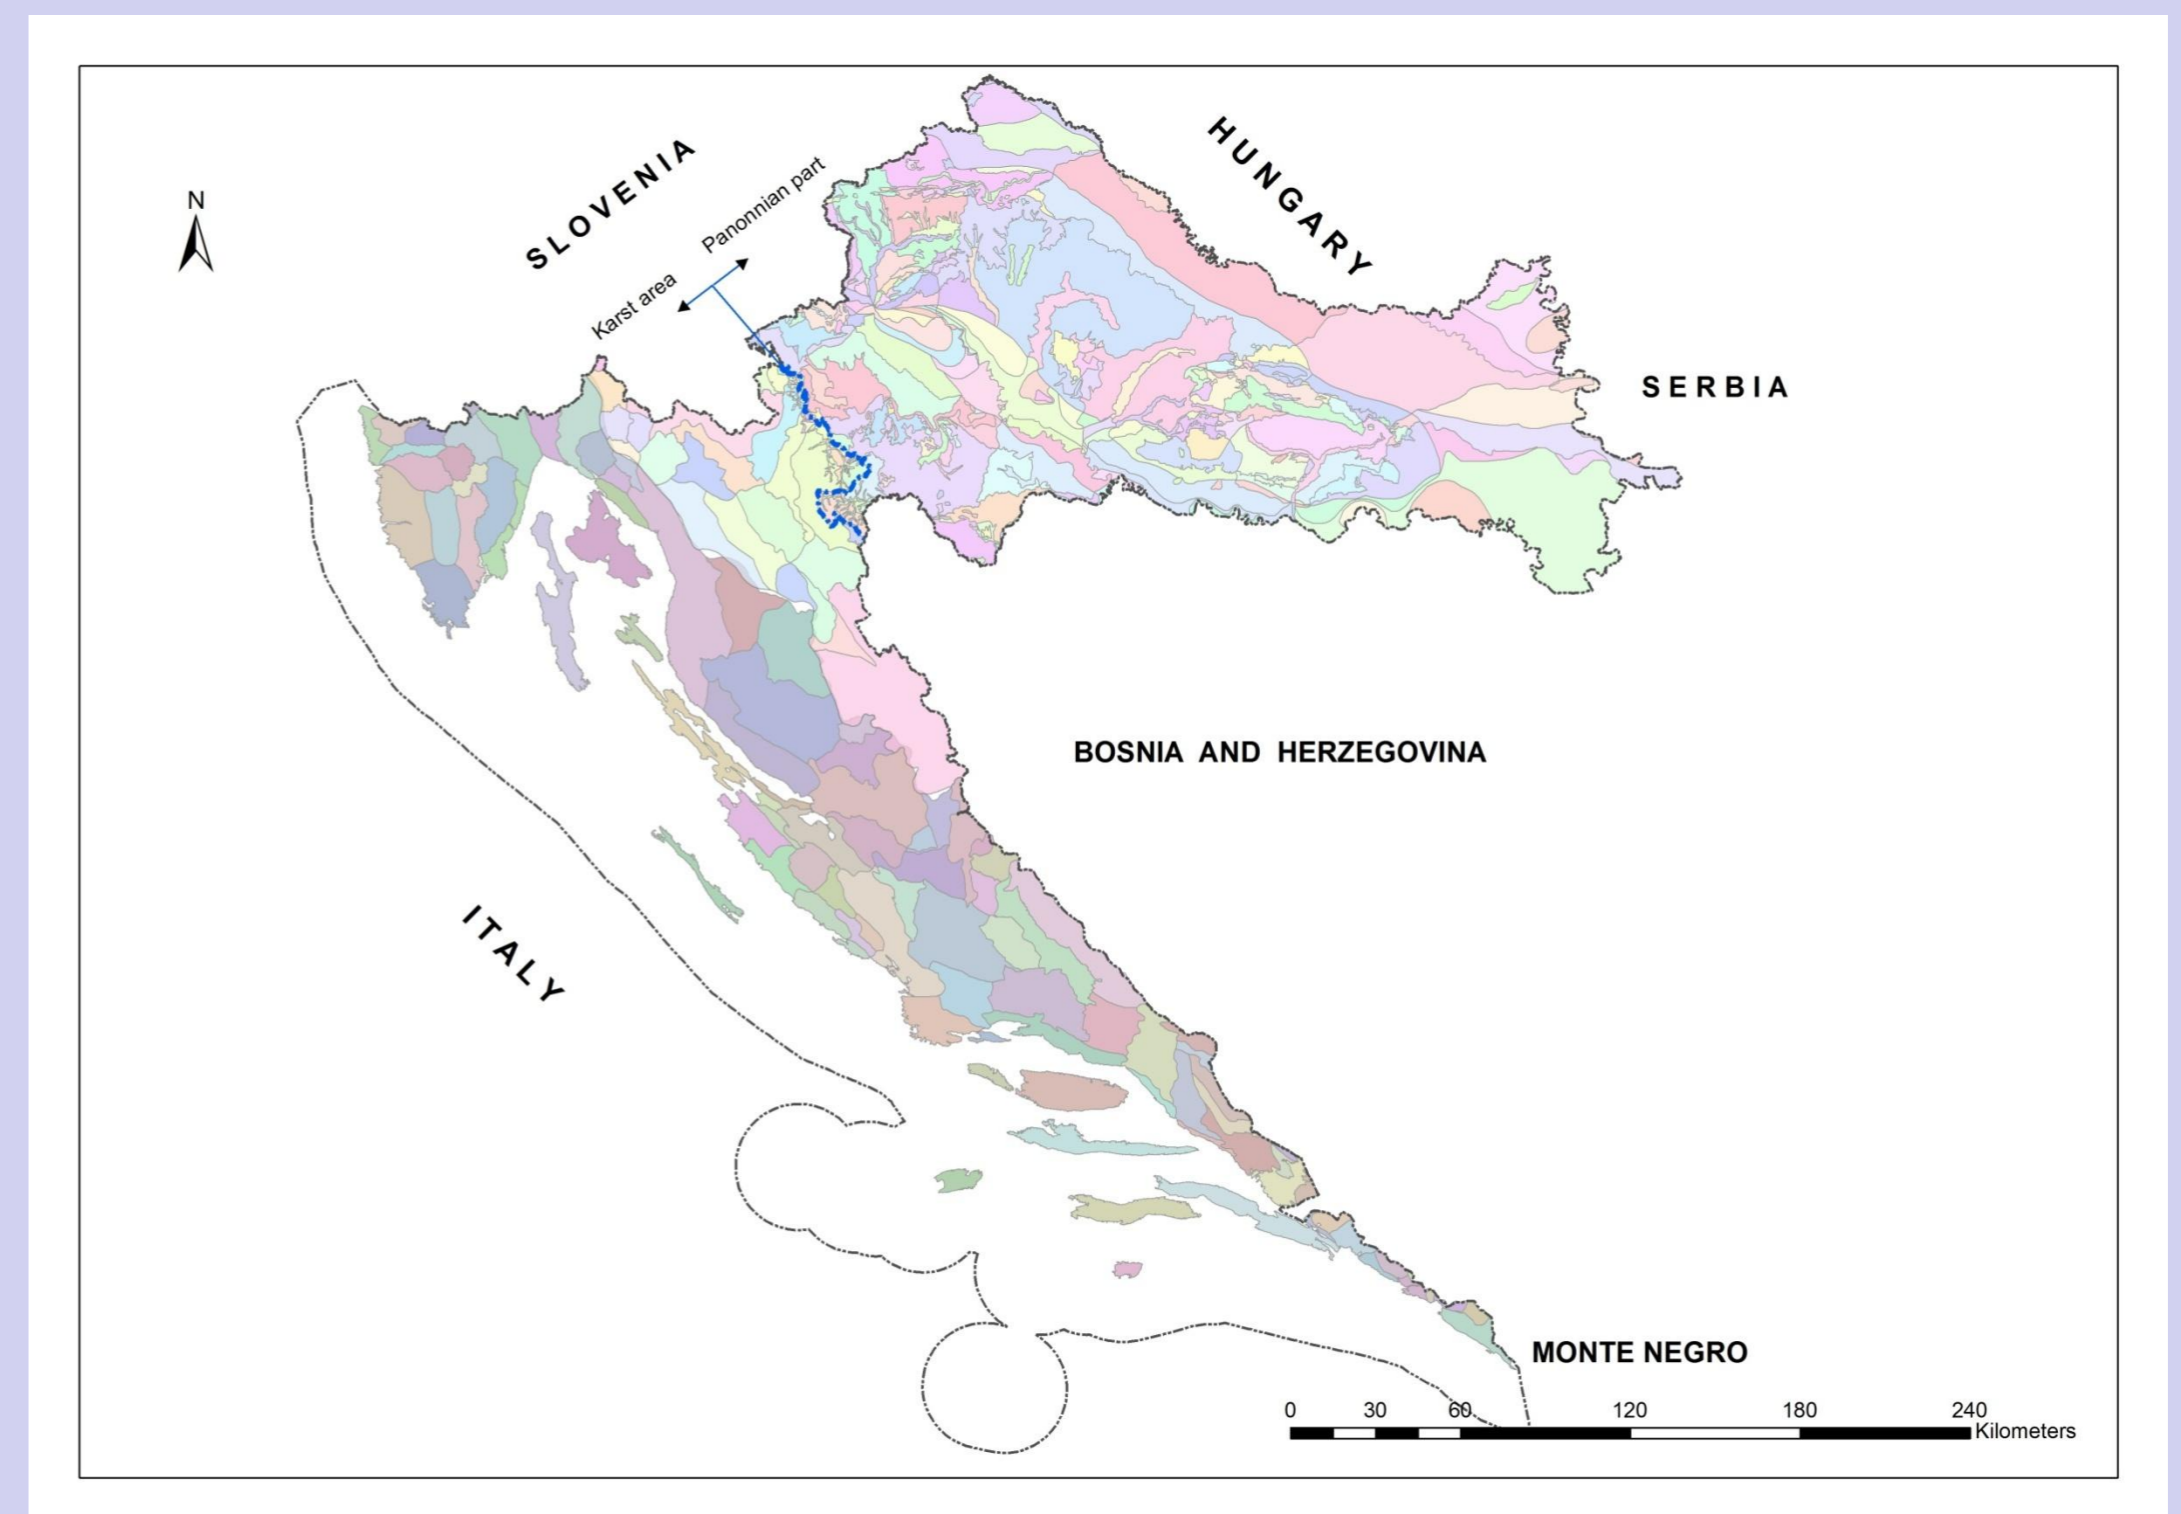 N
SLOVENIA
Panonnian part
Karst area
HUNGARY
SERBIA
BOSNIA AND HERZEGOVINA
ITALY
MONTE NEGRO
0 30 60 120 180 240
Kilometers